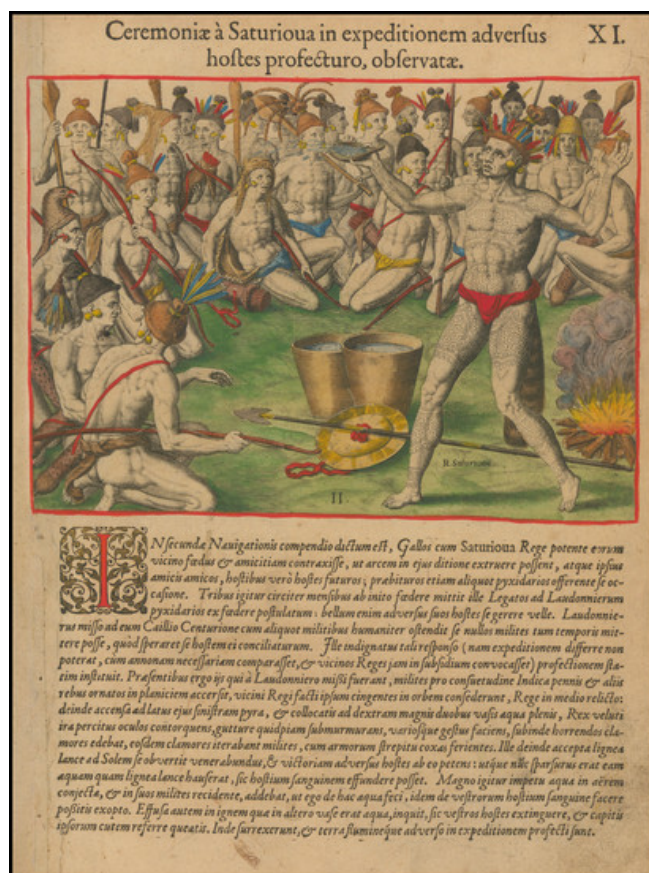 Ceremoniæ à Saturioua in expeditionem adverſus
hoſtes profecturo, obſervatæ.
XI.
R. Saturioua.
II
IN ſecundæ Nauigationis compendio dictum eſt, Gallos cum Saturioua Rege potente eorum
vicino fœdus & amicitiam contraxiſſe, ut arcem in ejus ditione extruere poſſent, atque ipſius
amicis amicos, hoſtibus verò hoſtes futuros, præbituros etiam aliquot pyxidarios offerente ſe oc-
caſione. Tribus igitur circiter menſibus ab inito fœdere mittit ille Legatos ad Laudonnierum
pyxidarios ex fœdere poſtulatum: bellum enim adverſus ſuos hoſtes ſe gerere velle. Laudonnie-
rus miſſo ad eum Caillio Centurione cum aliquot militibus humaniter oſtendit ſe nullos milites tum temporis mit-
tere poſſe, quòd ſperaret ſe hoſtem ei conciliaturum. Ille indignatus tali reſponſo (nam expeditionem differre non
poterat, cum annonam neceſſariam comparaſſet, & vicinos Reges jam in ſubſidium convocaſſet) profectionem ſta-
tim inſtituit. Præſentibus ergo ijs qui à Laudonniero miſſi fuerant, milites pro conſuetudine Indica pennis & aliis
rebus ornatos in planiciem accerſit, vicini Regi facti ipſum cingentes in orbem conſederunt, Rege in medio relicto:
deinde accenſa ad latus ejus ſiniſtram pyra, & collocatis ad dextram magnis duobus vaſis aqua plenis, Rex veluti
ira percitus oculos contorquens, gutture quidpiam ſubmurmurans, variosque geſtus faciens, ſubinde horrendos cla-
mores edebat, eoſdem clamores iterabant milites, cum armorum ſtrepitu coxas ferientes. Ille deinde accepta lignea
lance ad Solem ſe obvertit venerabundus, & victoriam adverſus hoſtes ab eo petens: utque nūc ſparſurus erat eam
aquam quam lignea lance hauſerat, ſic hoſtium ſanguinem effundere poſſet. Magno igitur impetu aqua in aërem
conjecta, & in ſuos milites recidente, addebat, ut ego de hac aqua feci, idem de veſtrorum hoſtium ſanguine facere
poſſitis exopto. Effuſa autem in ignem qua in altero vaſe erat aqua, inquit, ſic veſtros hoſtes extinguere, & capitis
ipſorum cutem referre queatis. Inde ſurrexerunt, & terra flumineque adverſo in expeditionem profecti ſunt.